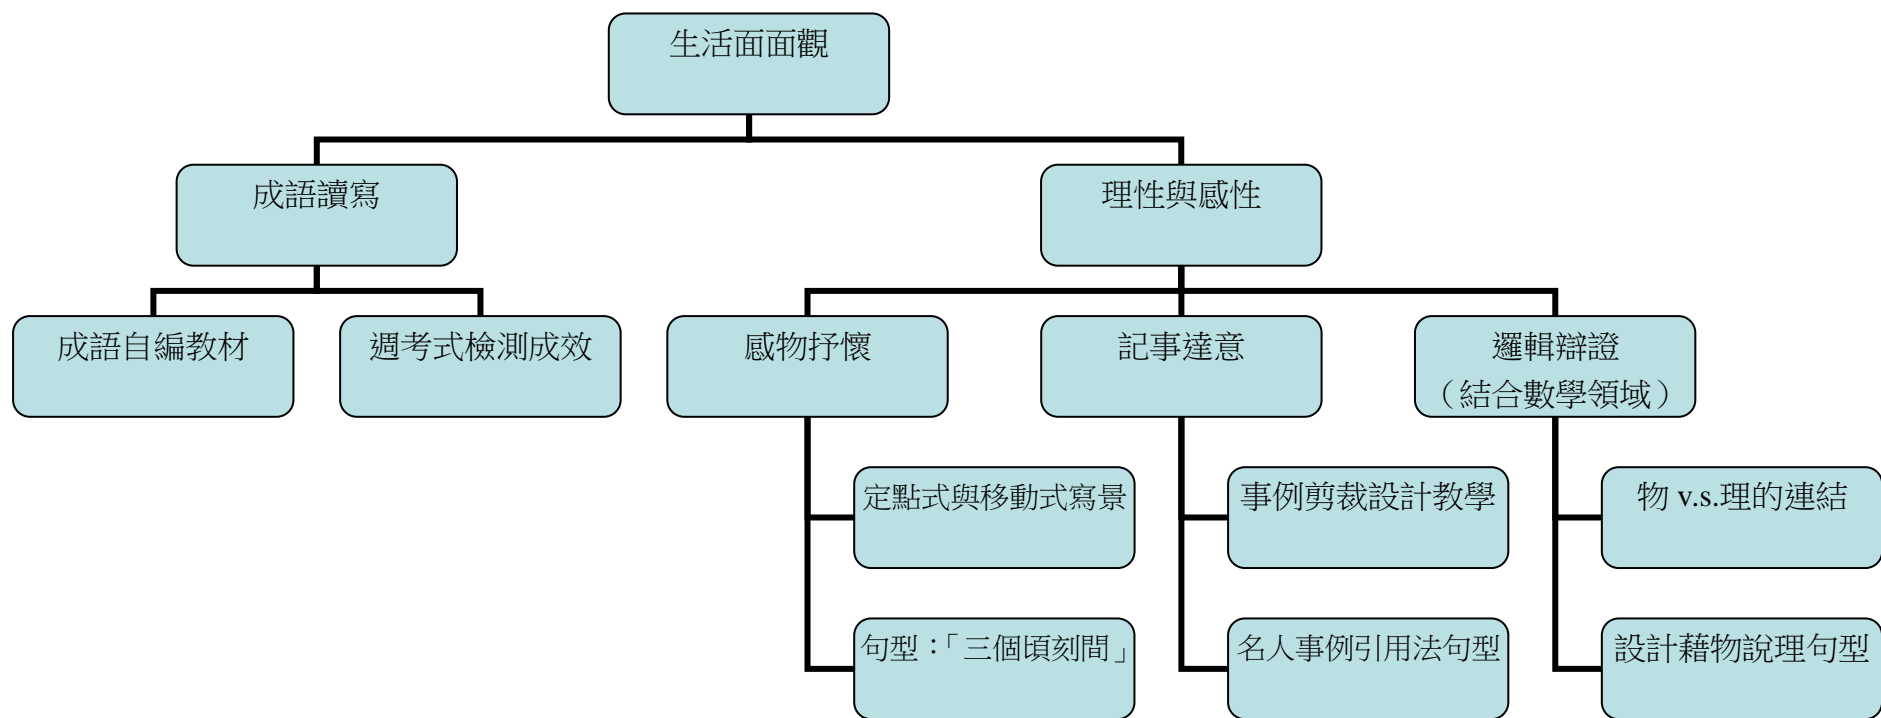 生活面面觀
成語讀寫
理性與感性
成語自編教材
週考式檢測成效
感物抒懷
記事達意
邏輯辯證
（結合數學領域）
定點式與移動式寫景
事例剪裁設計教學
物 v.s.理的連結
句型：「三個頃刻間」
名人事例引用法句型
設計藉物說理句型